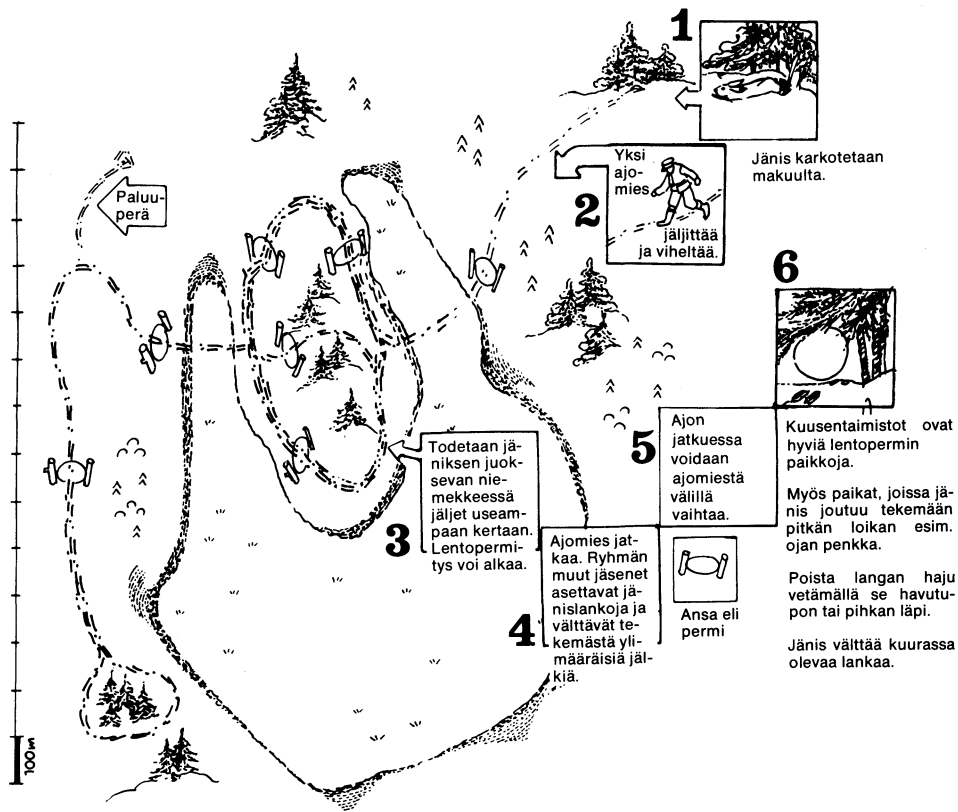 1
Jänis karkotetaan
makuulta.
2
Yksi
ajo-
mies
jäljittää
ja viheltää.
Paluu-
perä
3
Todetaan jä-
niksen juok-
sevan nie-
mekkeessä
jäljet useam-
paan kertaan.
Lentopermi-
tys voi alkaa.
4
Ajomies jat-
kaa. Ryhmän
muut jäsenet
asettavat jä-
nislankoja ja
välttävät te-
kemästä yli-
määräisiä jäl-
kiä.
5
Ajon
jatkuessa
voidaan
ajomiestä
välillä
vaihtaa.
Ansa eli
permi
6
Kuusentaimistot ovat
hyviä lentopermin
paikkoja.
Myös paikat, joissa jä-
nis joutuu tekemään
pitkän loikan esim.
ojan penkka.
Poista langan haju
vetämällä se havutu-
pon tai pihkan läpi.
Jänis välttää kuurassa
olevaa lankaa.
100 m